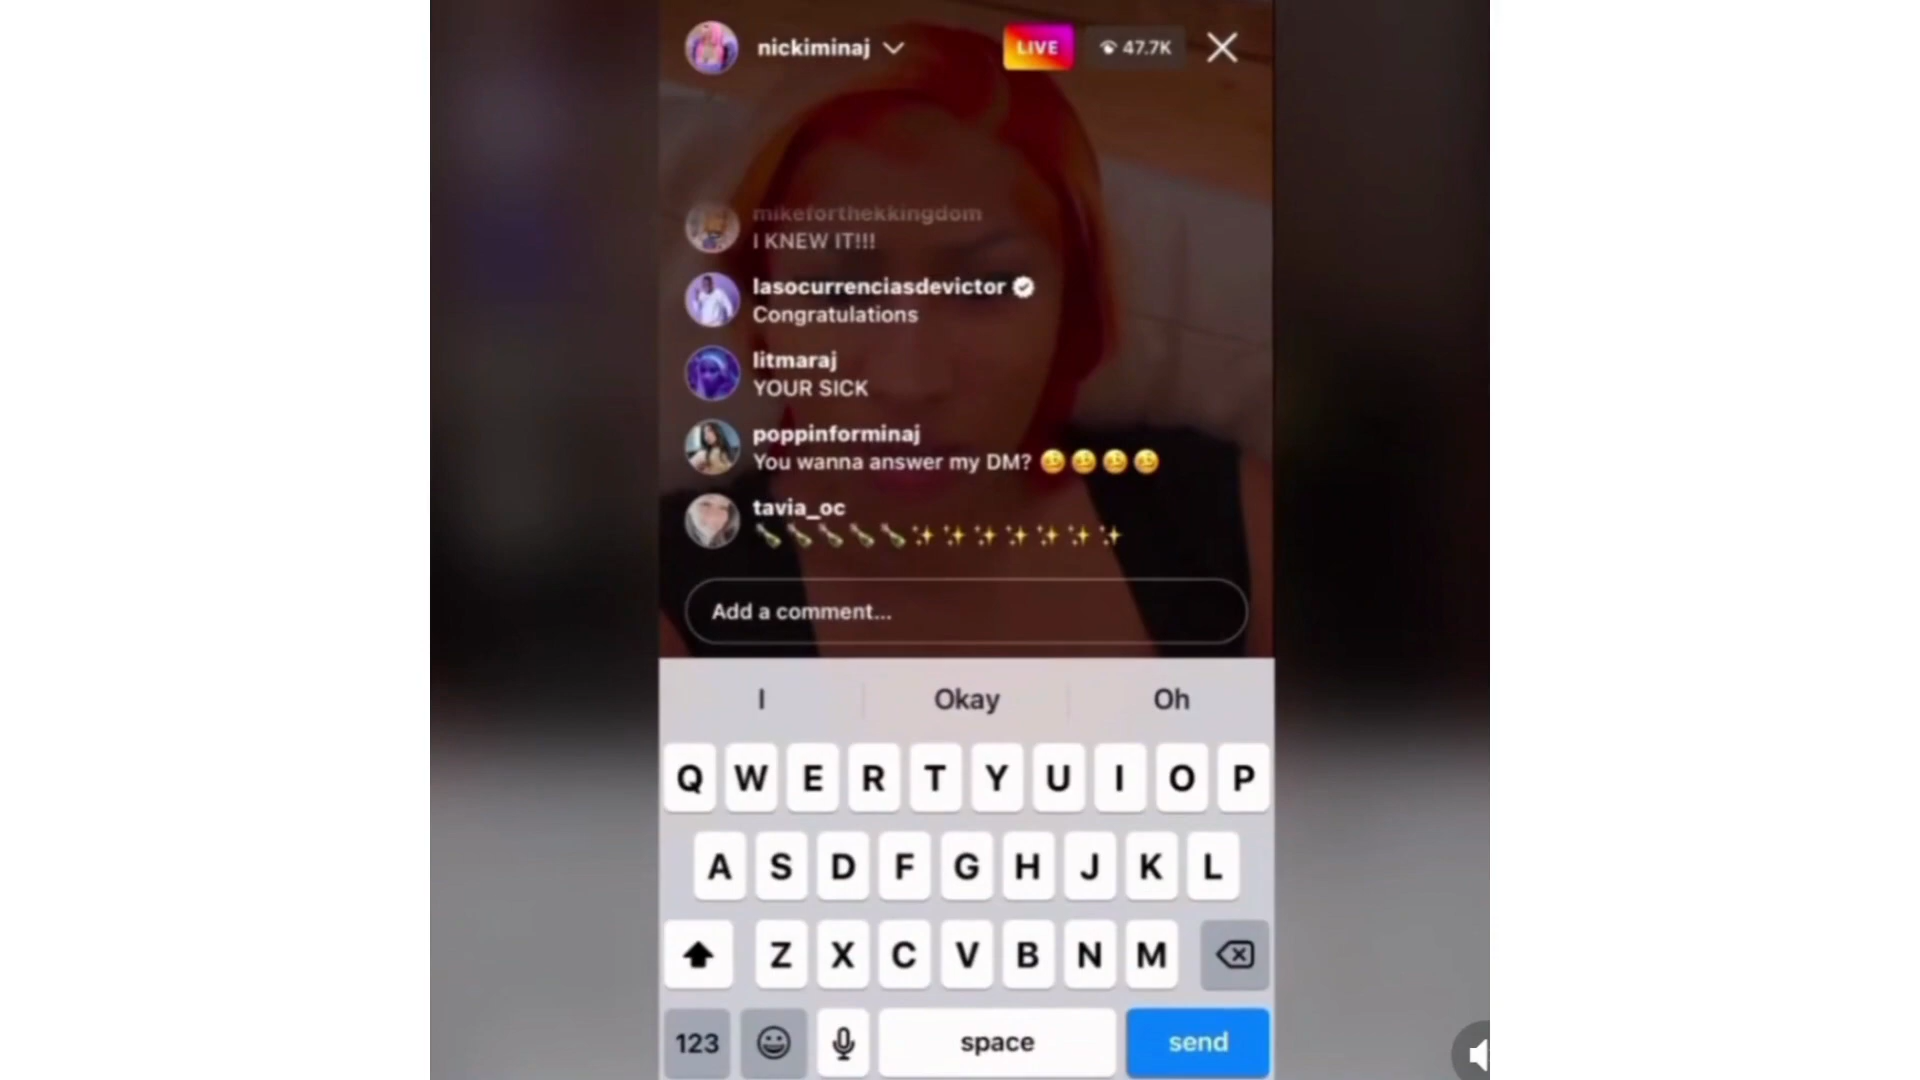 nickiminaj
LIVE
47.7K
mikeforthekkingdom
I KNEW IT!!!
lasocurrenciasdevictor
Congratulations
litmaraj
YOUR SICK
poppinforminaj
You wanna answer my DM? 🥴🥴🥴🥴
tavia_oc
🍾🍾🍾🍾🍾✨✨✨✨✨✨✨
Add a comment...
I Okay Oh
Q W E R T Y U I O P
A S D F G H J K L
Z X C V B N M
123 space send